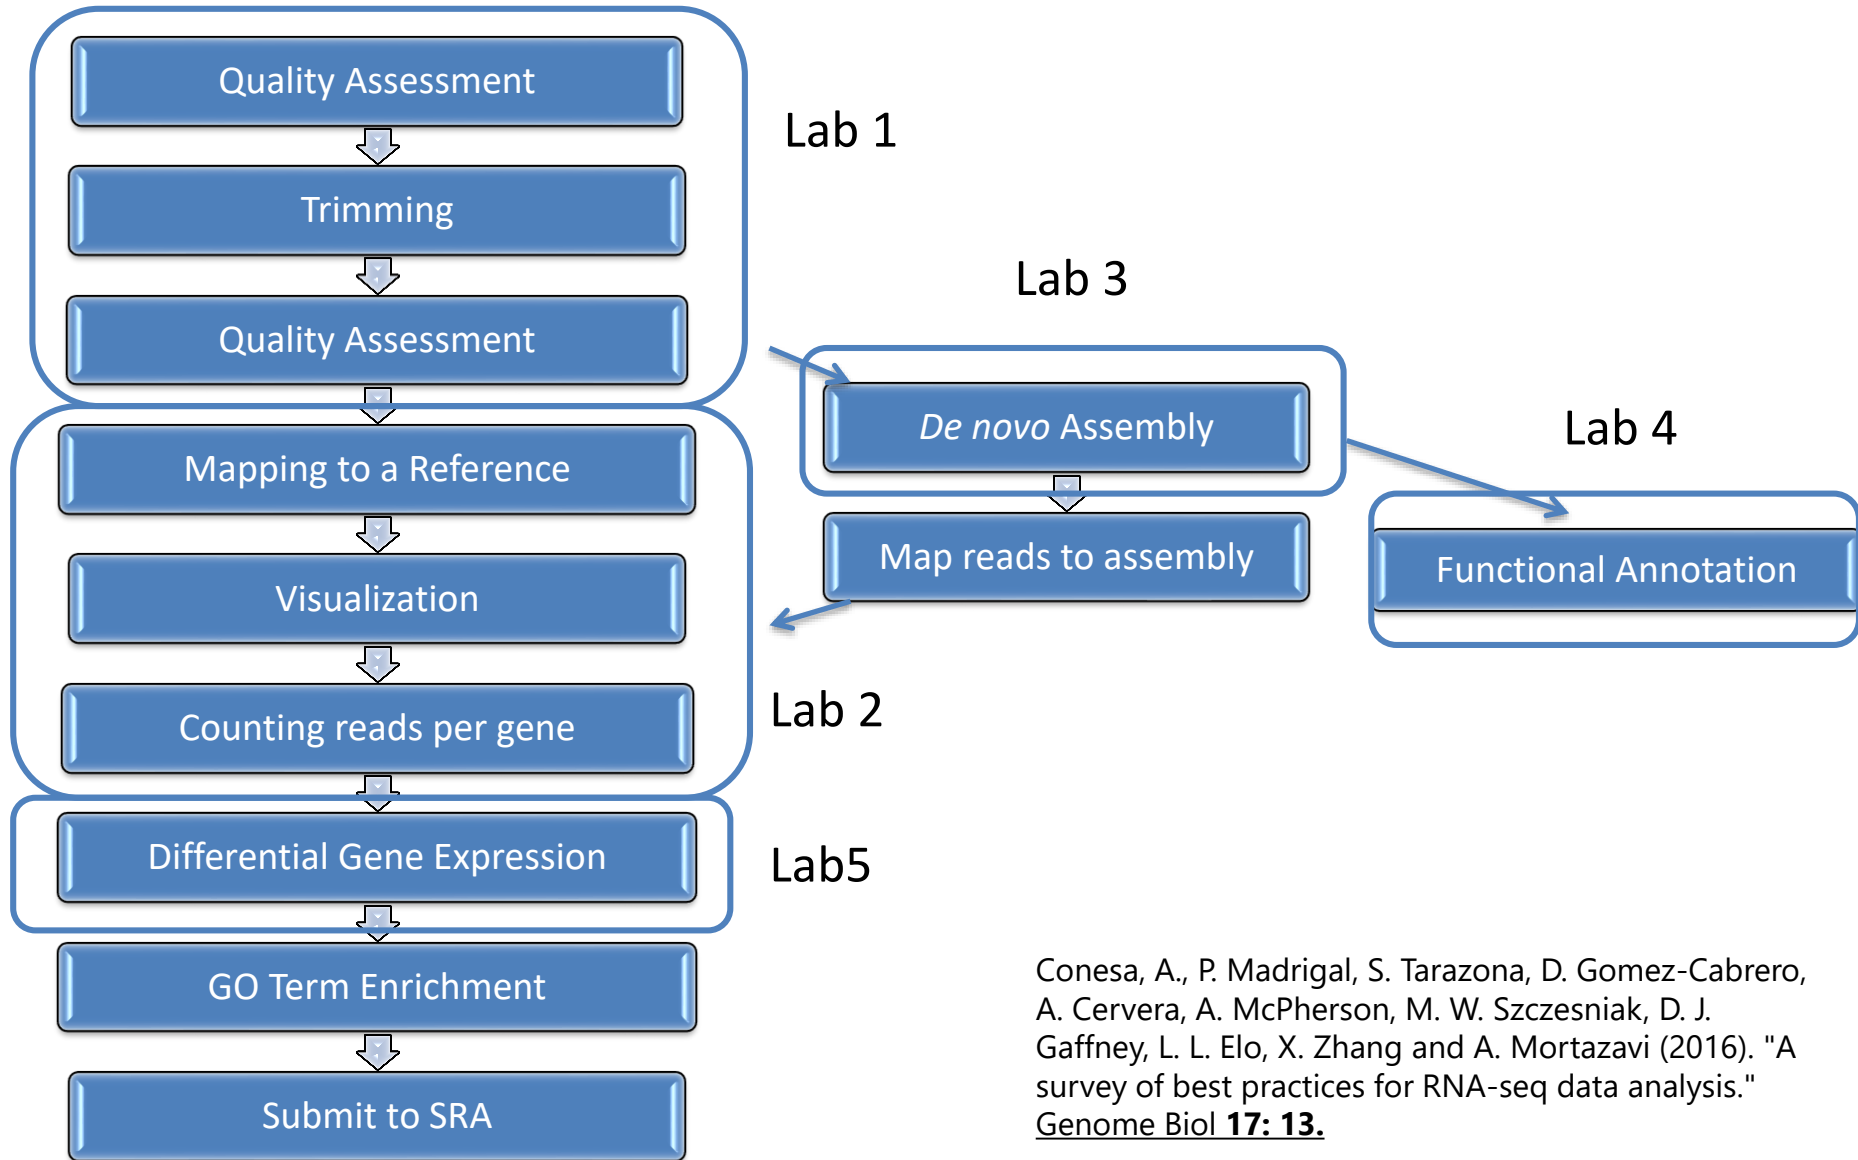 Quality Assessment
Lab 1
Trimming
Lab 3
Quality Assessment
De novo Assembly
Lab 4
Mapping to a Reference
Map reads to assembly
Functional Annotation
Visualization
Lab 2
Counting reads per gene
Differential Gene Expression
Lab5
GO Term Enrichment
Submit to SRA
Conesa, A., P. Madrigal, S. Tarazona, D. Gomez-Cabrero,
A. Cervera, A. McPherson, M. W. Szczesniak, D. J.
Gaffney, L. L. Elo, X. Zhang and A. Mortazavi (2016). "A
survey of best practices for RNA-seq data analysis."
Genome Biol 17: 13.